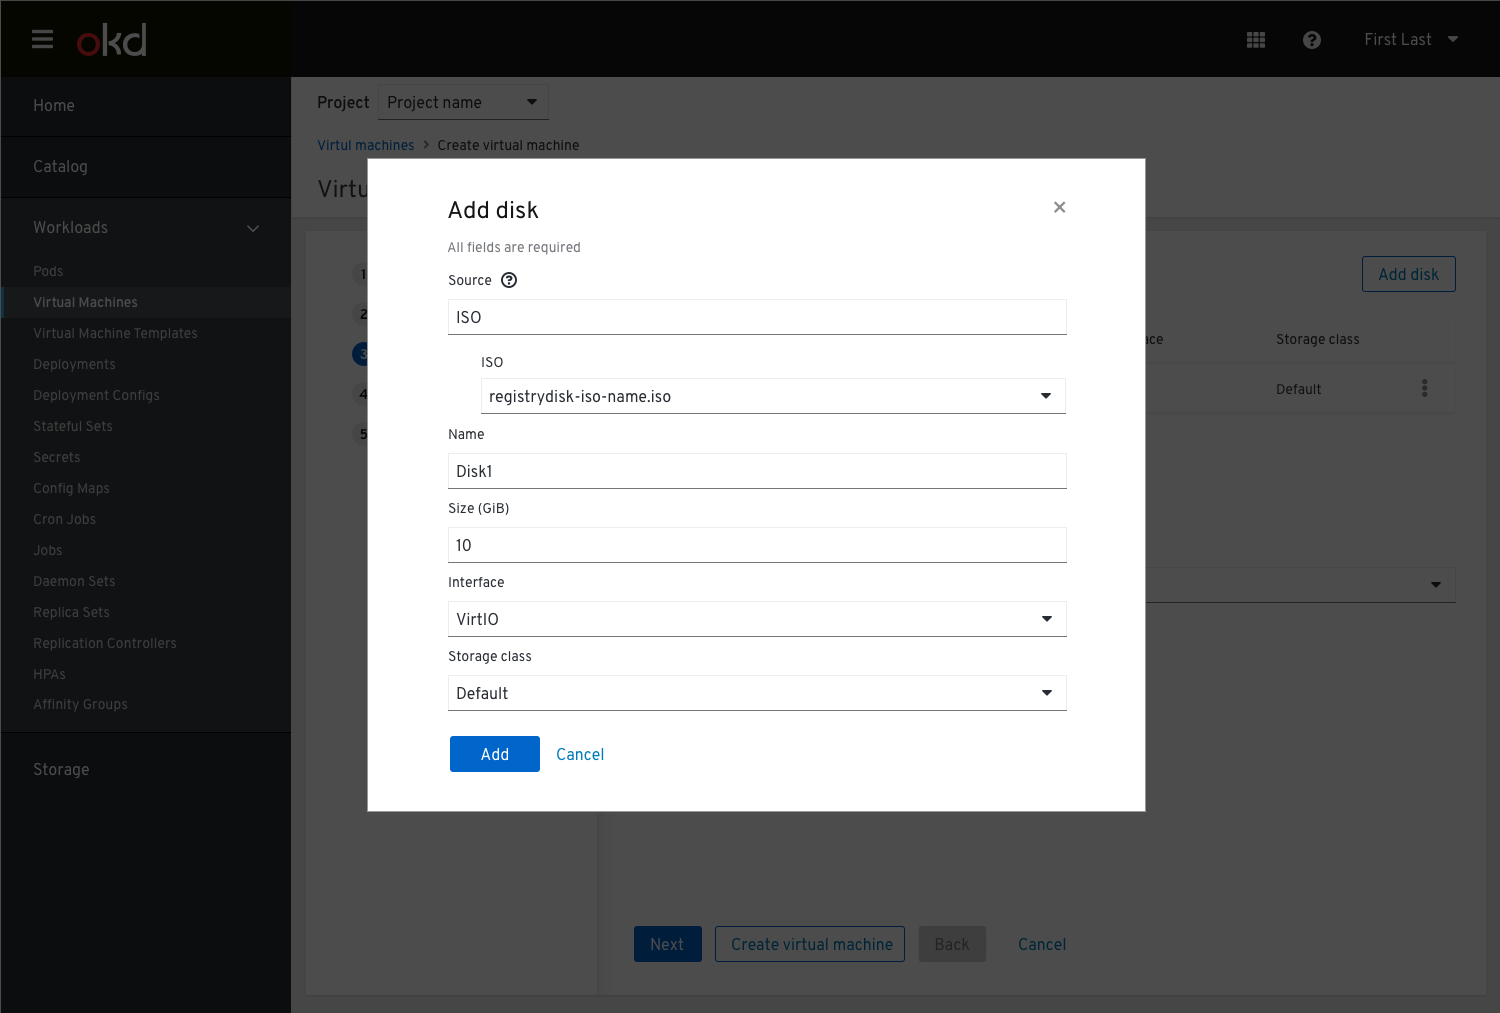 okd
First Last
Home
Catalog
Workloads
Pods
Virtual Machines
Virtual Machine Templates
Deployments
Deployment Configs
Stateful Sets
Secrets
Config Maps
Cron Jobs
Jobs
Daemon Sets
Replica Sets
Replication Controllers
HPAs
Affinity Groups
Storage
Project Project name
Virtul machines > Create virtual machine
Virtu
1
2
3
4
5
Add disk
ace Storage class
Default
Add disk
All fields are required
Source
ISO
ISO
registrydisk-iso-name.iso
Name
Disk1
Size (GiB)
10
Interface
VirtIO
Storage class
Default
Add Cancel
Next Create virtual machine Back Cancel